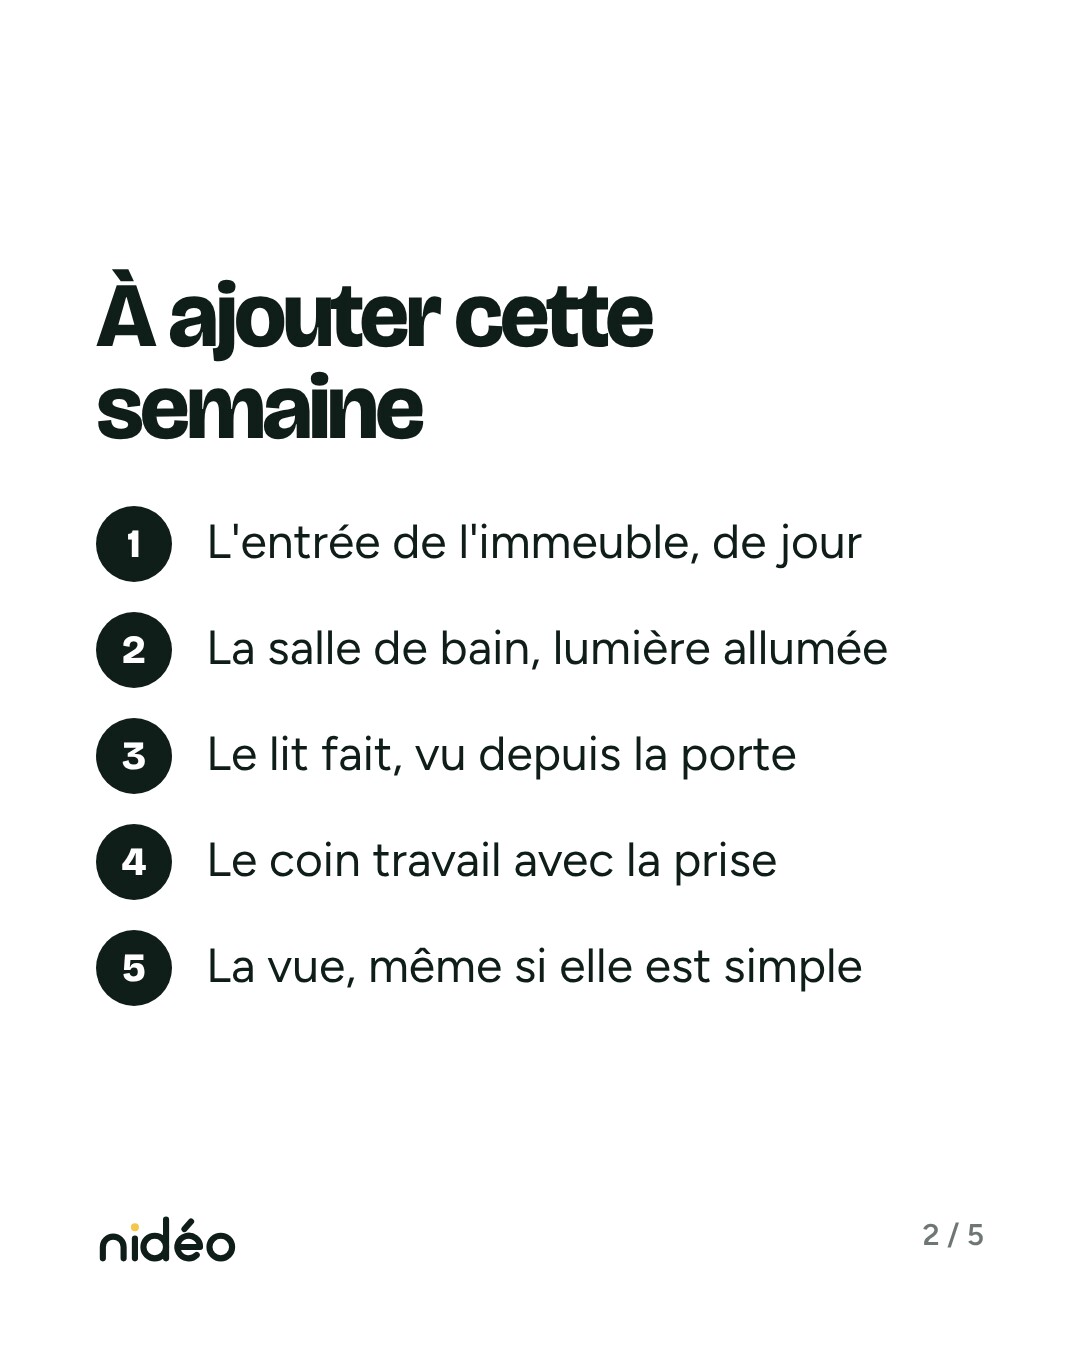 À ajouter cette
semaine
1 L'entrée de l'immeuble, de jour
2 La salle de bain, lumière allumée
3 Le lit fait, vu depuis la porte
4 Le coin travail avec la prise
5 La vue, même si elle est simple
nidéo
2 / 5